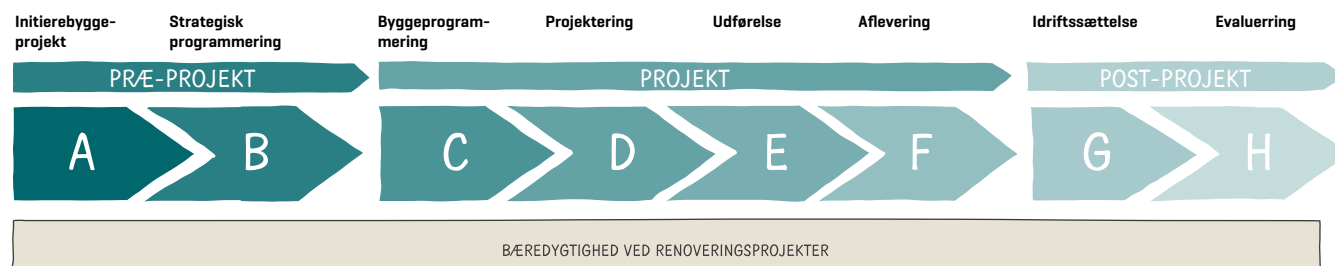 Initierebygge-
projekt
Strategisk
programmering
Byggeprogram-
mering
Projektering
Udførelse
Aflevering
Idriftssættelse
Evaluerring
PRÆ-PROJEKT
PROJEKT
POST-PROJEKT
A
B
C
D
E
F
G
H
BÆREDYGTIGHED VED RENOVERINGSPROJEKTER